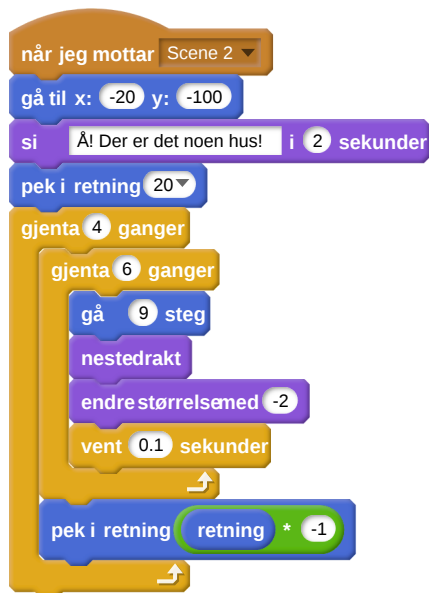 når jeg mottar Scene 2
gå til x: -20 y: -100
si Å! Der er det noen hus! i 2 sekunder
pek i retning 20
gjenta 4 ganger
gjenta 6 ganger
gå 9 steg
nestedrakt
endre størrelsemed -2
vent 0.1 sekunder
pek i retning retning * -1